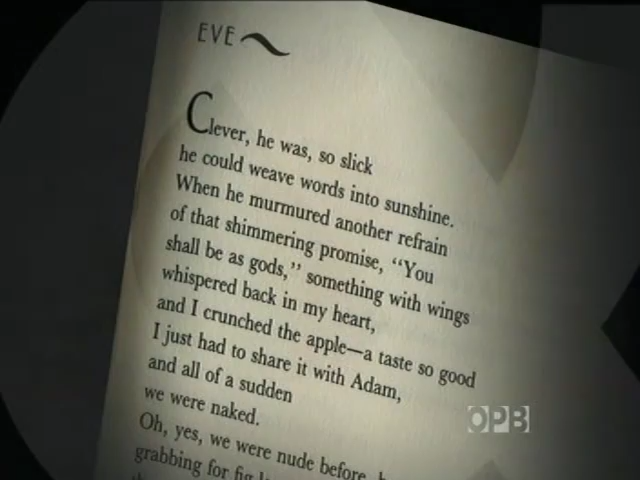 EVE
Clever, he was, so slick
he could weave words into sunshine.
When he murmured another refrain
of that shimmering promise, “You
shall be as gods,” something with wings
whispered back in my heart,
and I crunched the apple—a taste so good
I just had to share it with Adam,
and all of a sudden
we were naked.
Oh, yes, we were nude before,
grabbing for fig
OPB